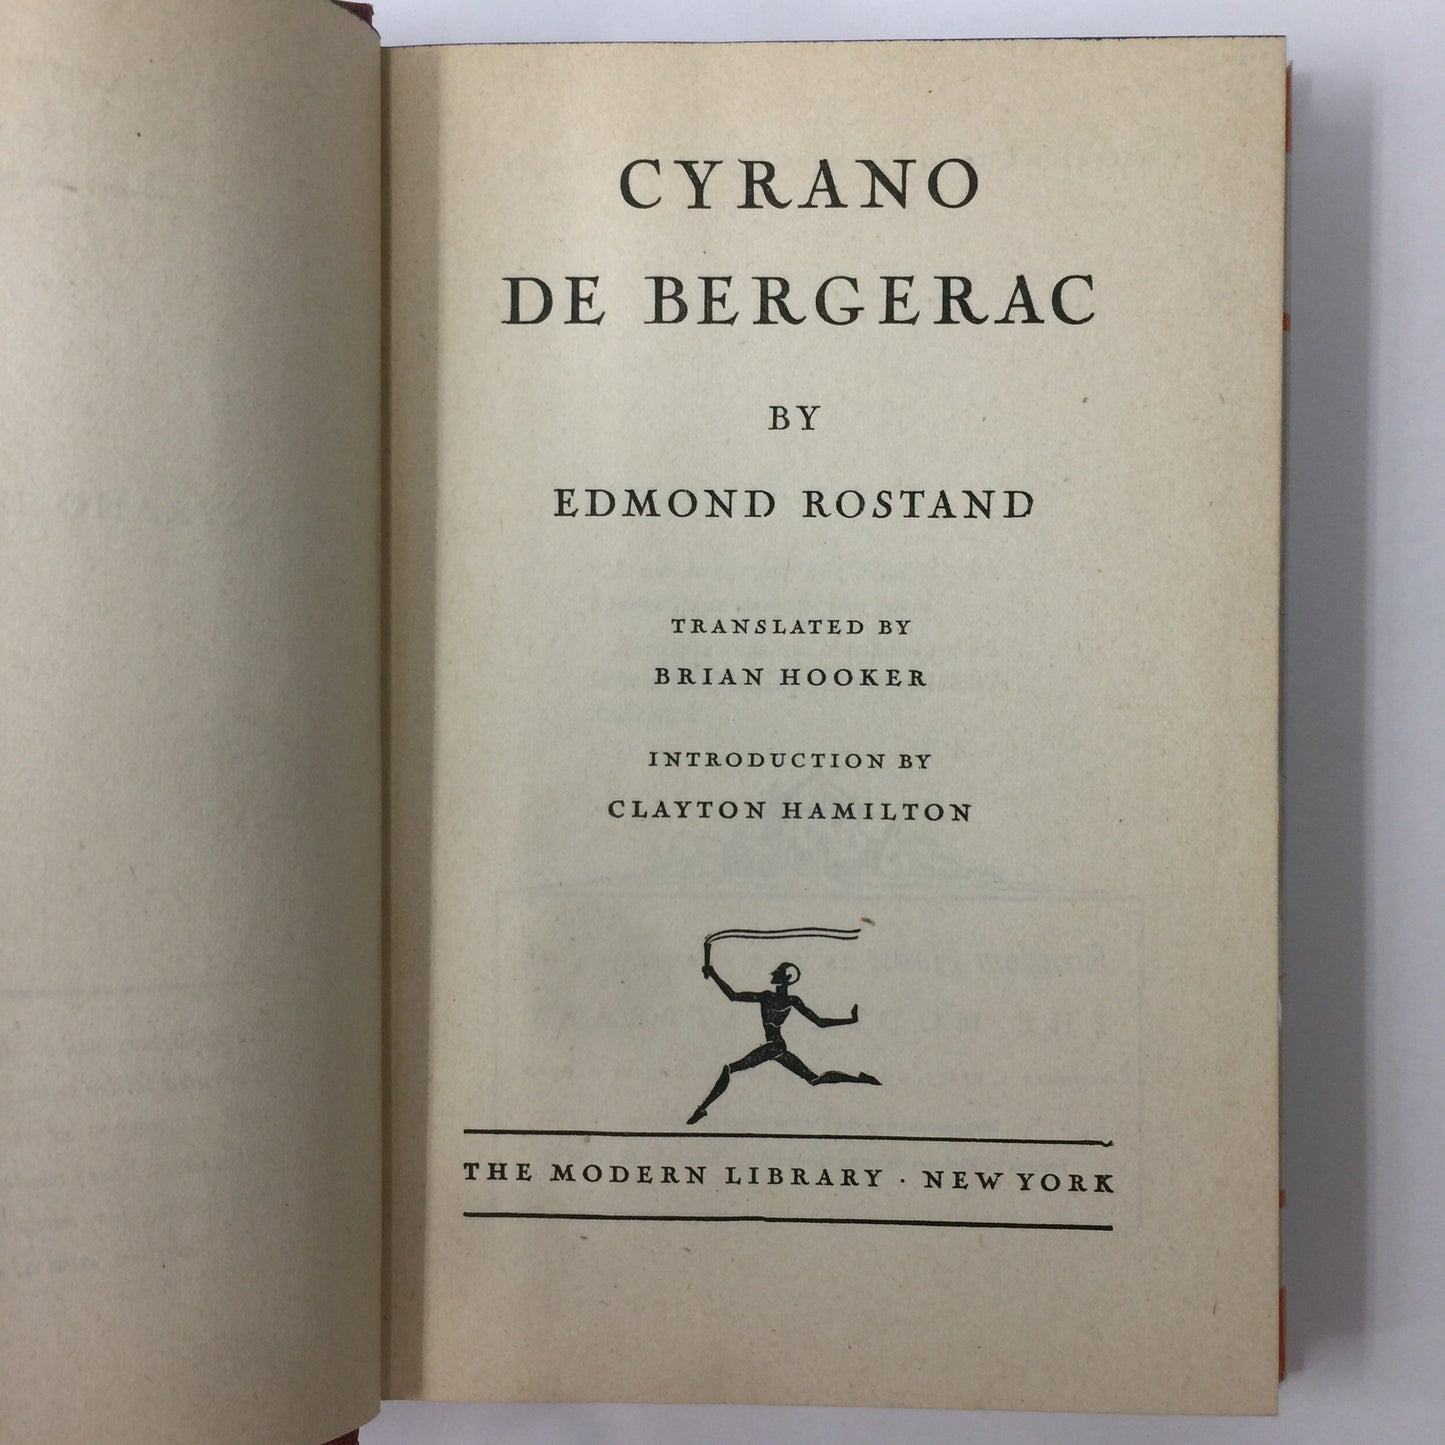 CYRANO
DE BERGERAC
BY
EDMOND ROSTAND
TRANSLATED BY
BRIAN HOOKER
INTRODUCTION BY
CLAYTON HAMILTON
THE MODERN LIBRARY · NEW YORK